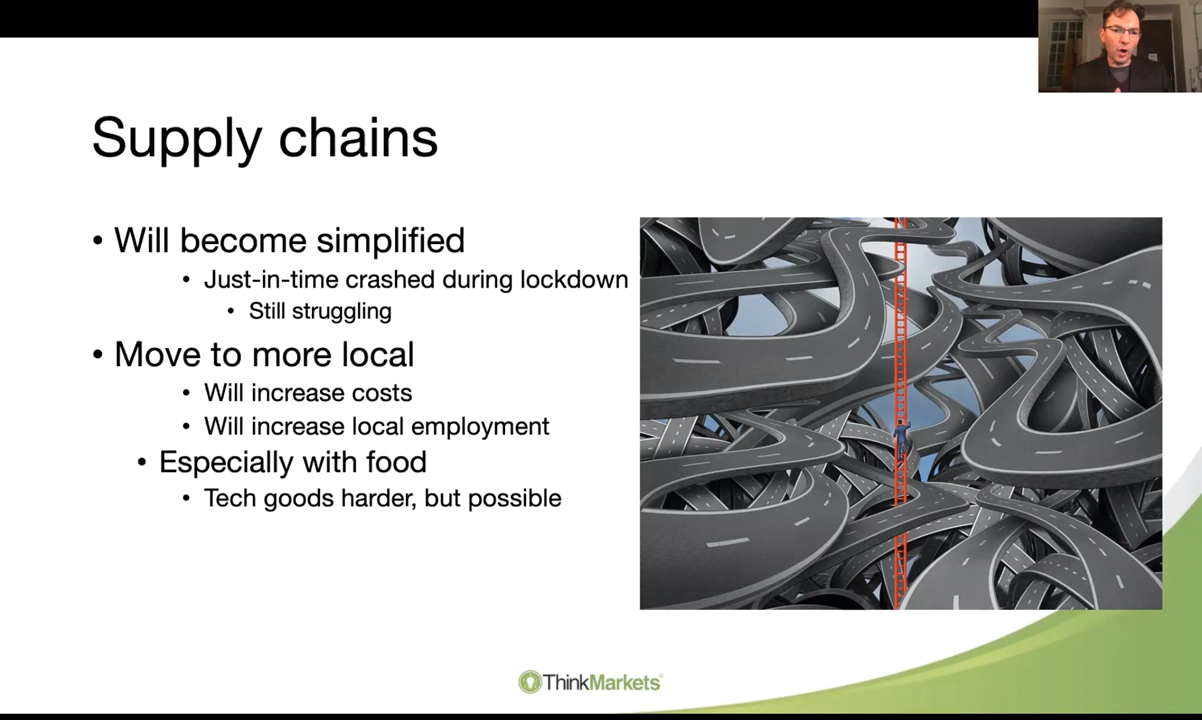 Supply chains
• Will become simplified
• Just-in-time crashed during lockdown
• Still struggling
• Move to more local
• Will increase costs
• Will increase local employment
• Especially with food
• Tech goods harder, but possible
ThinkMarkets